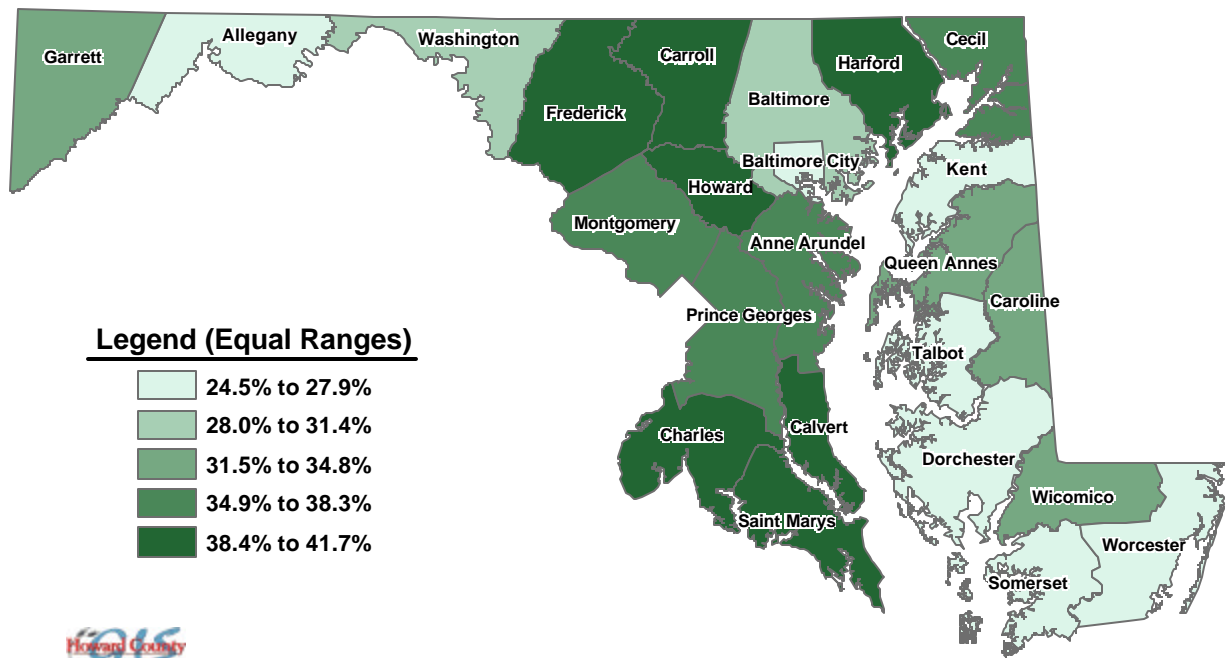 Garrett
Allegany
Washington
Frederick
Carroll
Baltimore
Harford
Cecil
Baltimore City
Kent
Howard
Montgomery
Anne Arundel
Queen Annes
Caroline
Prince Georges
Talbot
Charles
Calvert
Dorchester
Saint Marys
Wicomico
Worcester
Somerset
Legend (Equal Ranges)
24.5% to 27.9%
28.0% to 31.4%
31.5% to 34.8%
34.9% to 38.3%
38.4% to 41.7%
Howard County
GIS